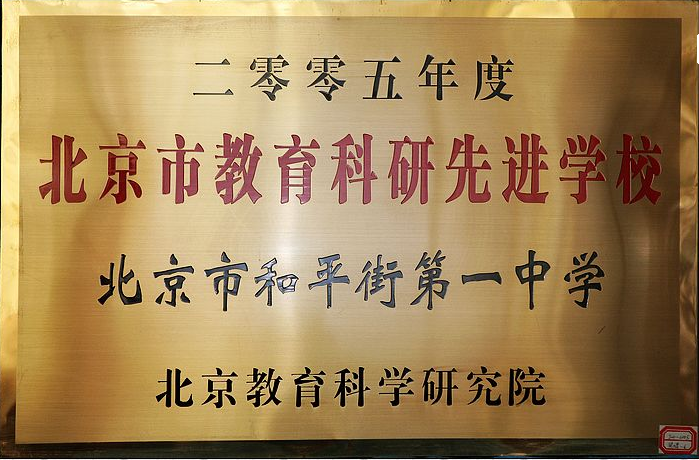 二零零五年度
北京市教育科研先进学校
北京市和平街第一中学
北京教育科学研究院